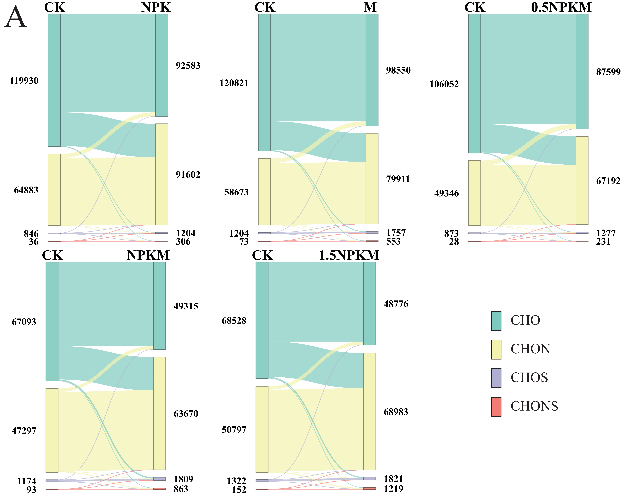 A
CK NPK
119930 92583
64883 91602
846 1204
36 306
CK M
120821 98550
58673 79911
1204 1757
73 553
CK 0.5NPKM
106052 87599
49346 67192
873 1277
28 231
CK NPKM
67093 49315
47297 63670
1174 1809
93 863
CK 1.5NPKM
68528 48776
50797 68983
1322 1821
152 1219
CHO
CHON
CHOS
CHONS